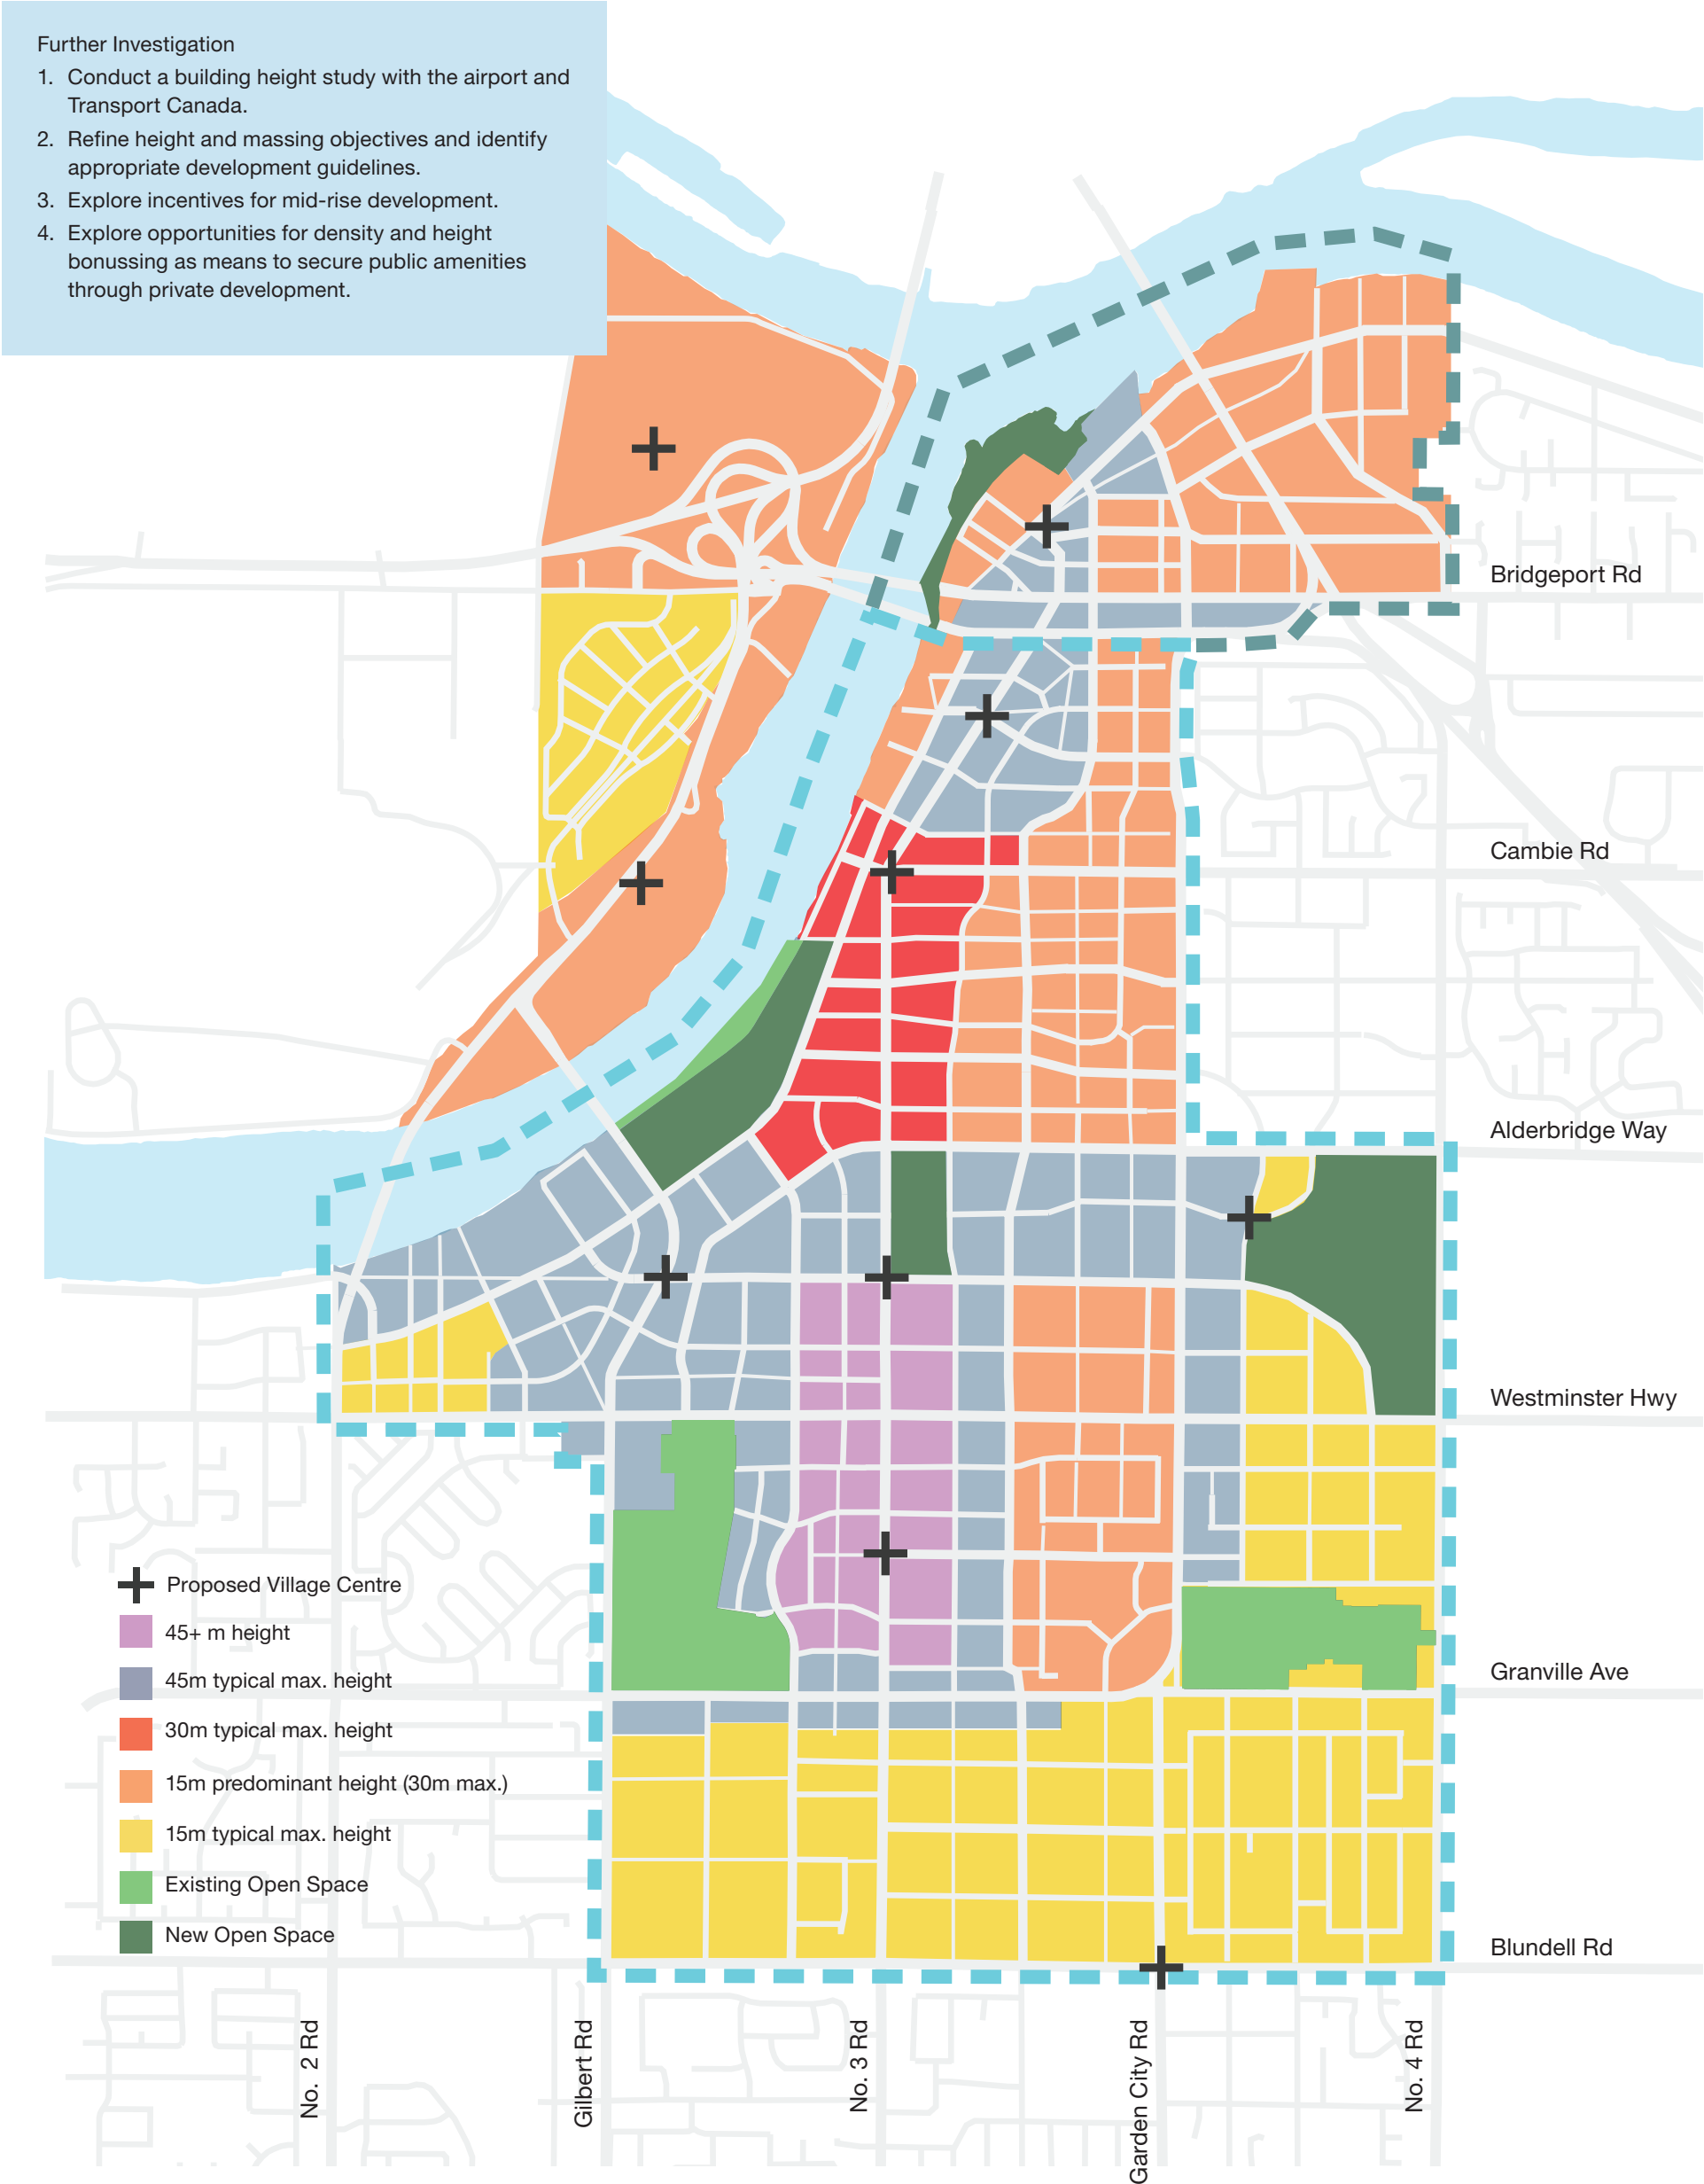 Further Investigation
1. Conduct a building height study with the airport and
Transport Canada.
2. Refine height and massing objectives and identify
appropriate development guidelines.
3. Explore incentives for mid-rise development.
4. Explore opportunities for density and height
bonussing as means to secure public amenities
through private development.
Bridgeport Rd
Cambie Rd
Alderbridge Way
Westminster Hwy
Granville Ave
Blundell Rd
Proposed Village Centre
45+ m height
45m typical max. height
30m typical max. height
15m predominant height (30m max.)
15m typical max. height
Existing Open Space
New Open Space
No. 2 Rd
Gilbert Rd
No. 3 Rd
Garden City Rd
No. 4 Rd